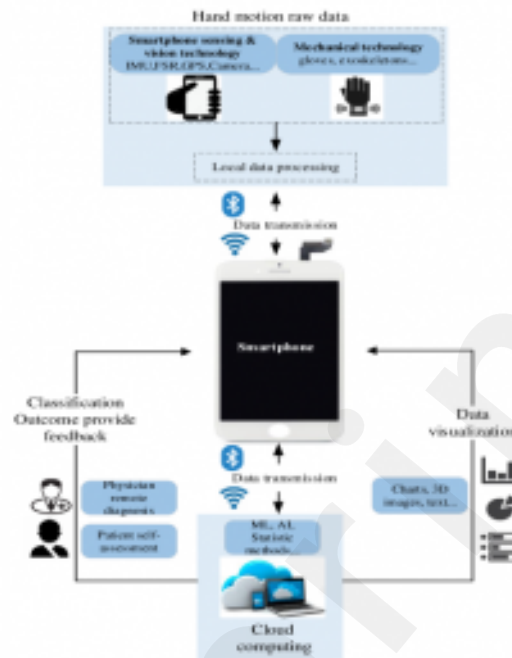 Hand motion raw data
Smartphone sensing &
vision technology
IMU,FSR,GPS,Camera...
Mechanical technology
gloves, exoskeletons...
Local data processing
Data transmission
Smartphone
Classification
Outcome provide
feedback
Data
visualization
Data transmission
Physician
remote
diagnosis
Patient self-
assessment
Charts, 3D
images, text...
ML, AI,
Statistic
methods...
Cloud
computing